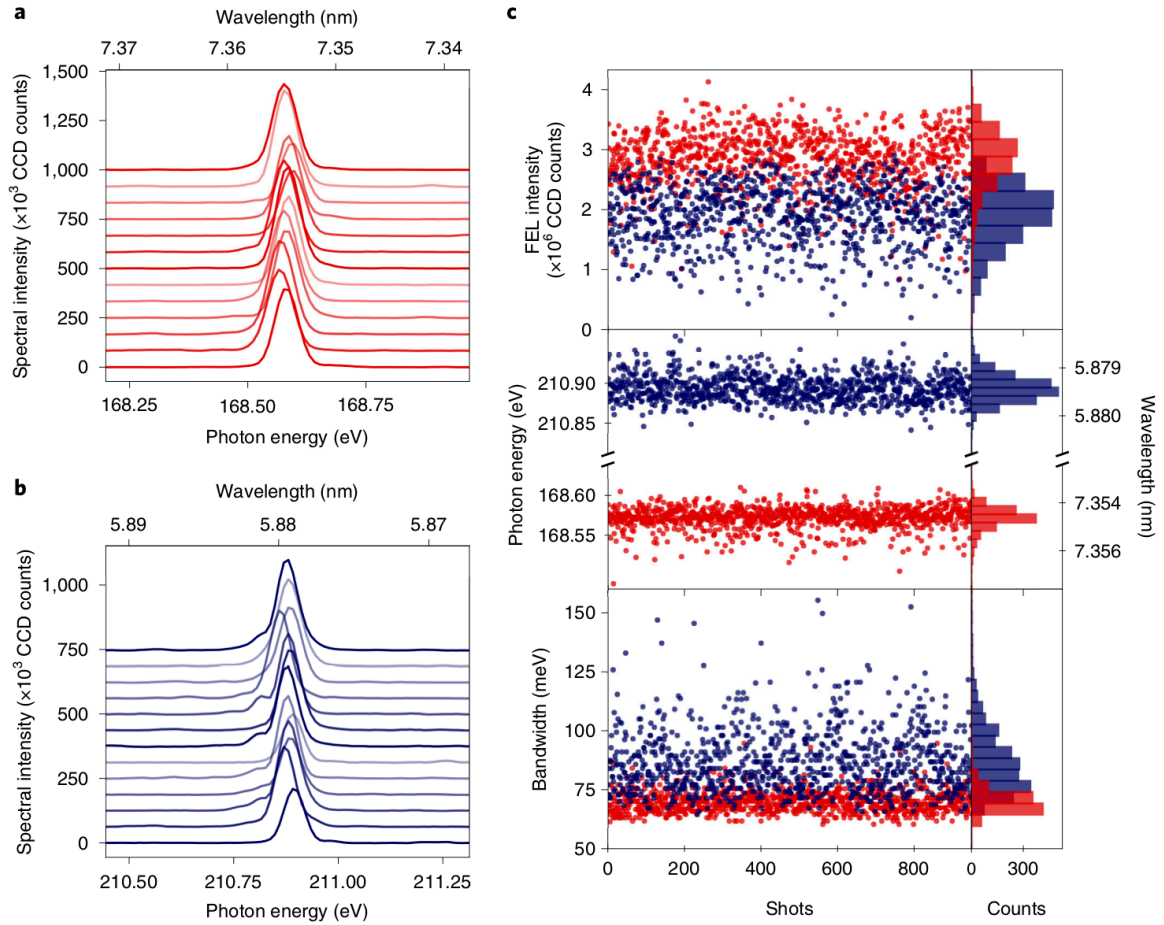 a
Wavelength (nm)
7.37 7.36 7.35 7.34
Spectral intensity (×10³ CCD counts)
1,500
1,250
1,000
750
500
250
0
168.25 168.50 168.75
Photon energy (eV)
b
Wavelength (nm)
5.89 5.88 5.87
Spectral intensity (×10³ CCD counts)
1,000
750
500
250
0
210.50 210.75 211.00 211.25
Photon energy (eV)
c
FEL intensity
(×10⁶ CCD counts)
4
3
2
1
0
Photon energy (eV)
210.90
210.85
168.60
168.55
5.879
5.880
7.354
7.356
Wavelength (nm)
Bandwidth (meV)
150
125
100
75
50
0 200 400 600 800 0 300
Shots Counts